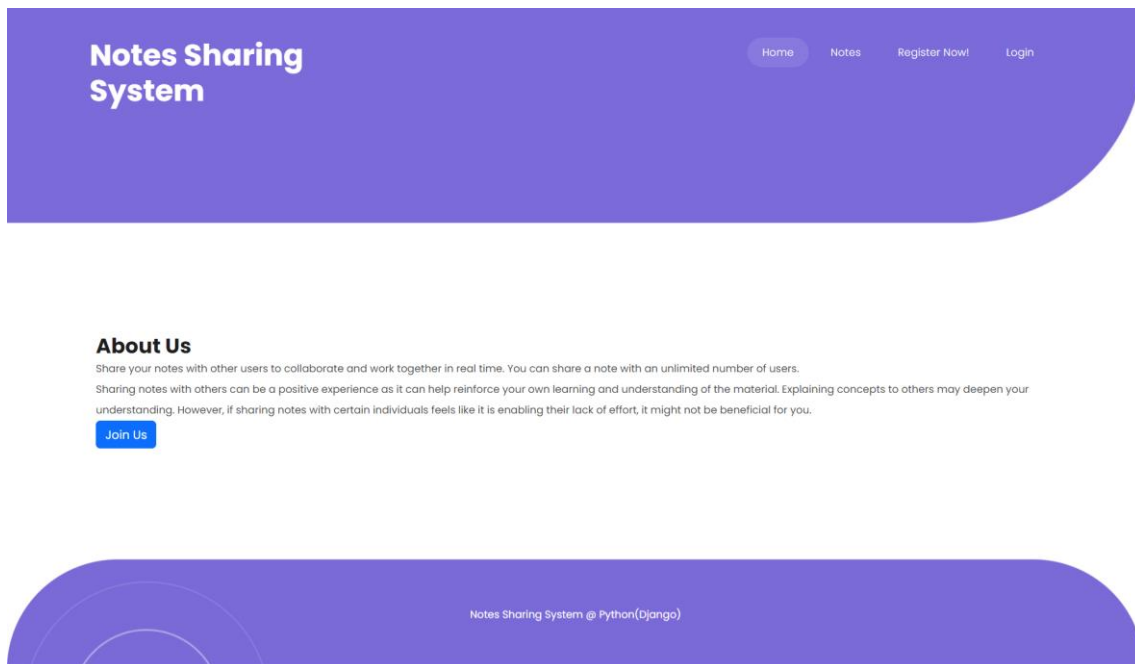 Notes Sharing
System
Home
Notes
Register Now!
Login
About Us
Share your notes with other users to collaborate and work together in real time. You can share a note with an unlimited number of users.
Sharing notes with others can be a positive experience as it can help reinforce your own learning and understanding of the material. Explaining concepts to others may deepen your
understanding. However, if sharing notes with certain individuals feels like it is enabling their lack of effort, it might not be beneficial for you.
Join Us
Notes Sharing System @ Python(Django)